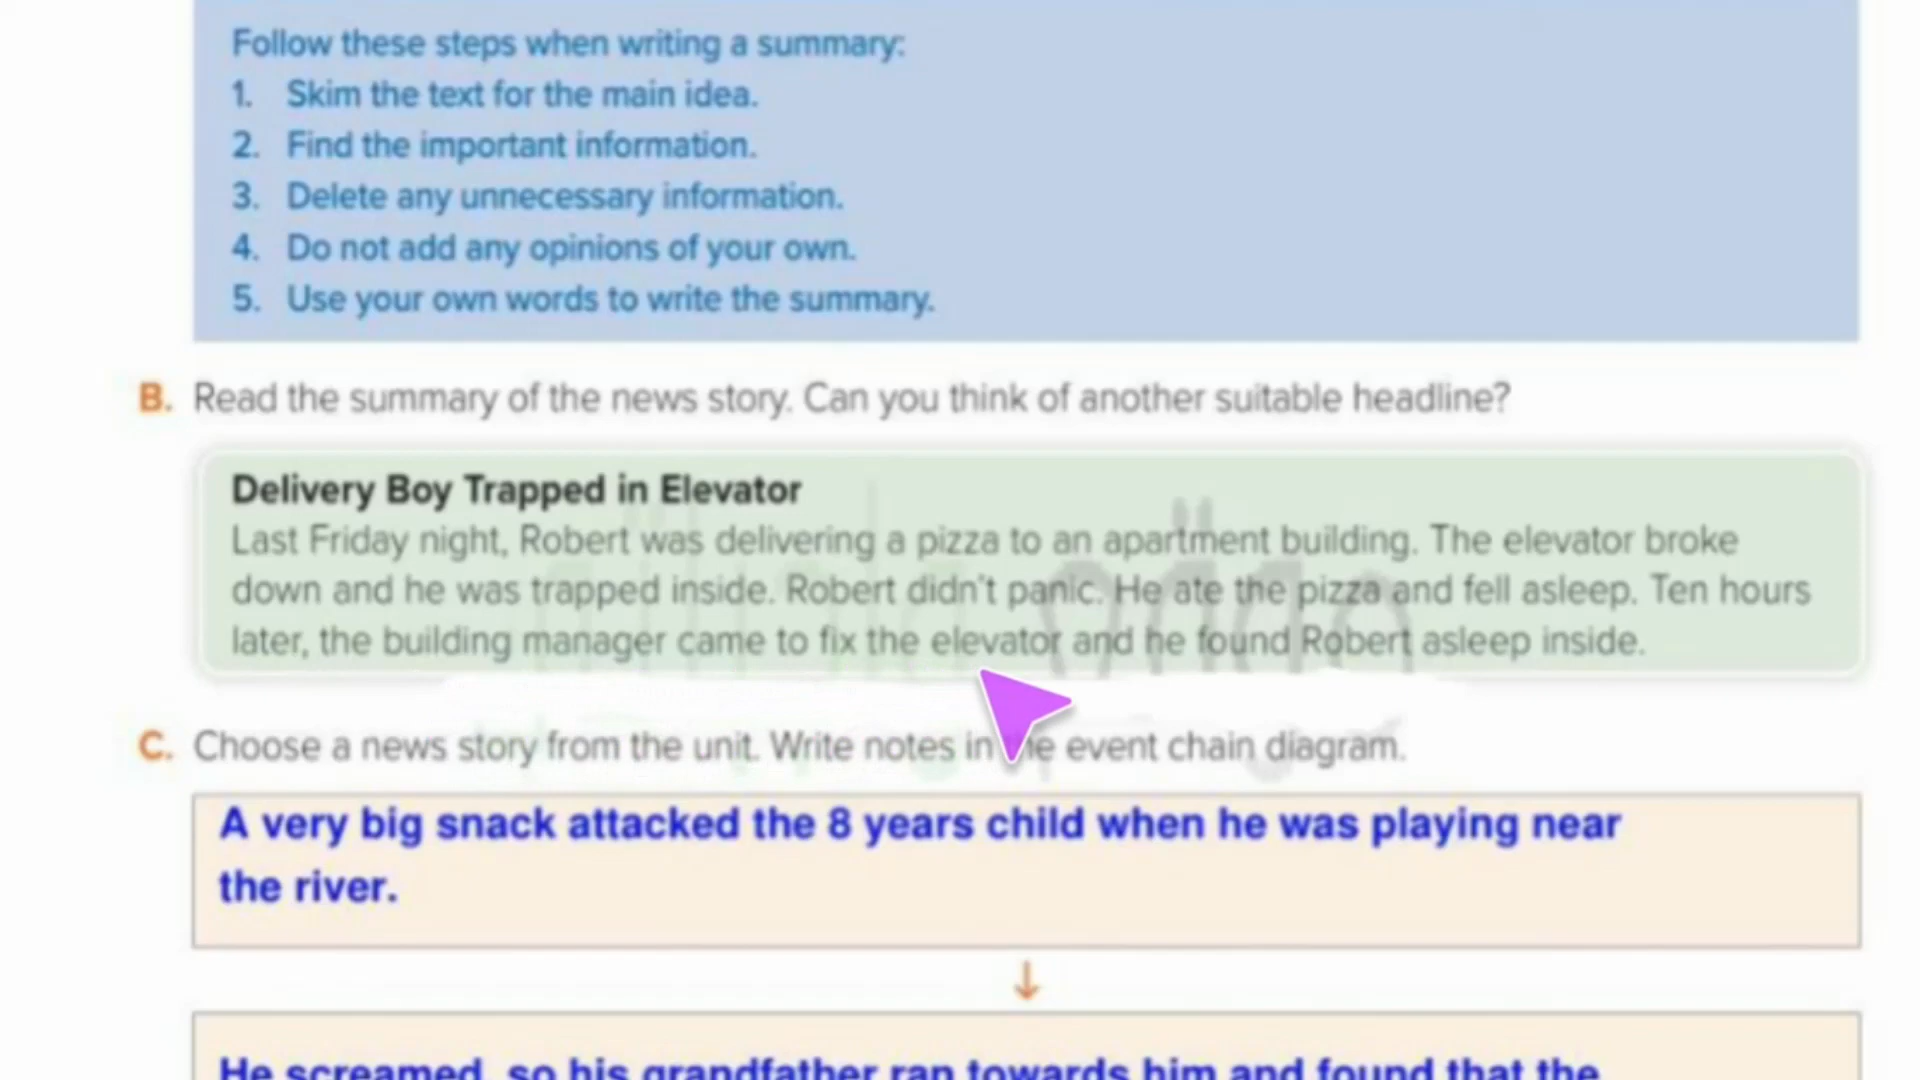 Follow these steps when writing a summary:
1. Skim the text for the main idea.
2. Find the important information.
3. Delete any unnecessary information.
4. Do not add any opinions of your own.
5. Use your own words to write the summary.
B. Read the summary of the news story. Can you think of another suitable headline?
Delivery Boy Trapped in Elevator
Last Friday night, Robert was delivering a pizza to an apartment building. The elevator broke
down and he was trapped inside. Robert didn't panic. He ate the pizza and fell asleep. Ten hours
later, the building manager came to fix the elevator and he found Robert asleep inside.
C. Choose a news story from the unit. Write notes in the event chain diagram.
A very big snack attacked the 8 years child when he was playing near
the river.
He screamed, so his grandfather ran towards him and found that the